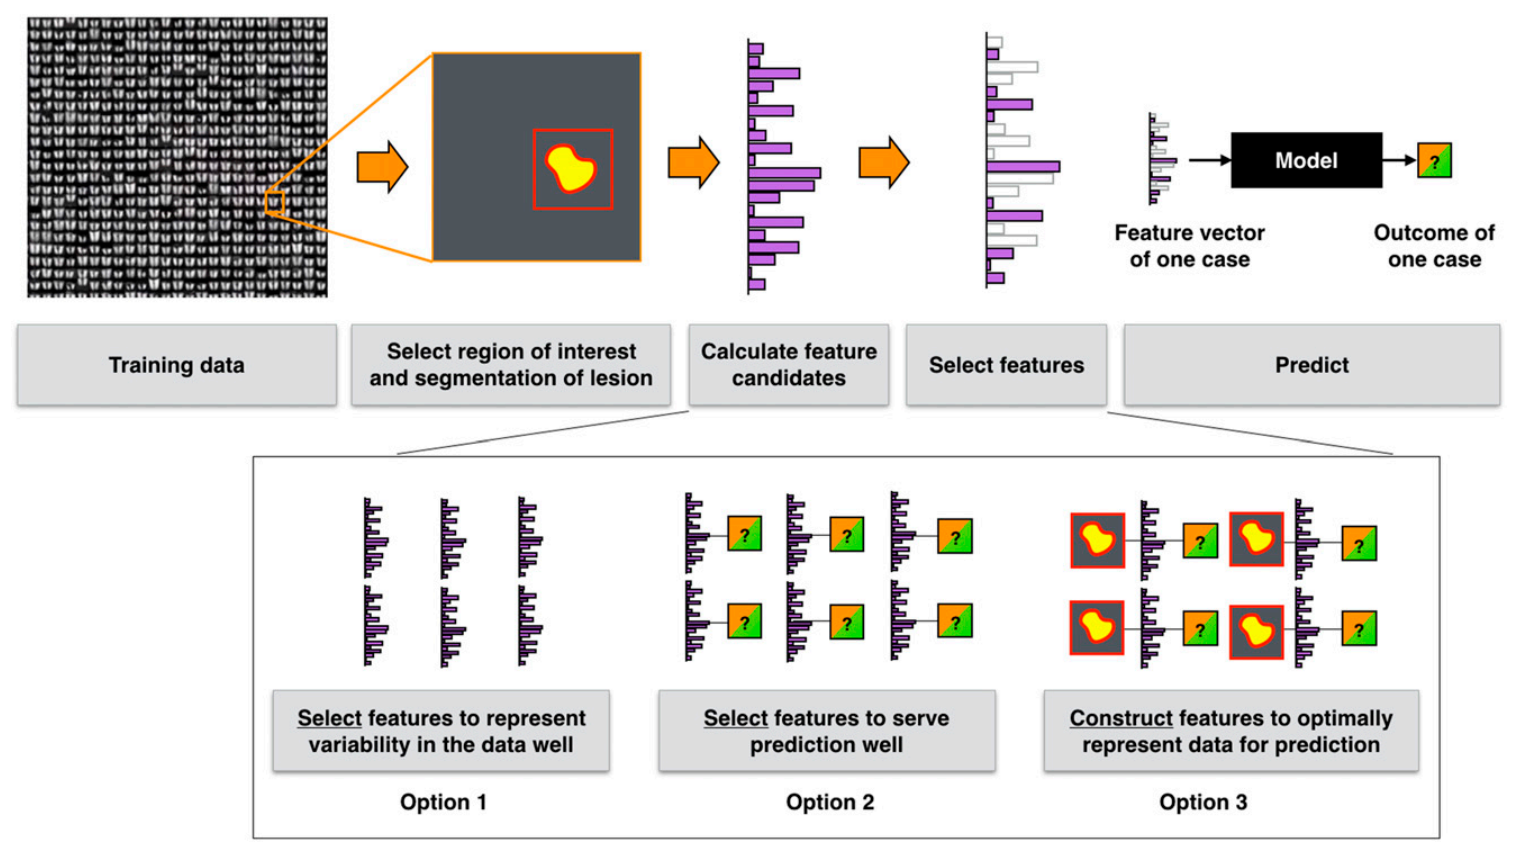 Model
?
Feature vector
of one case
Outcome of
one case
Training data
Select region of interest
and segmentation of lesion
Calculate feature
candidates
Select features
Predict
? ? ? ? ?
? ? ? ? ?
Select features to represent
variability in the data well
Select features to serve
prediction well
Construct features to optimally
represent data for prediction
Option 1
Option 2
Option 3